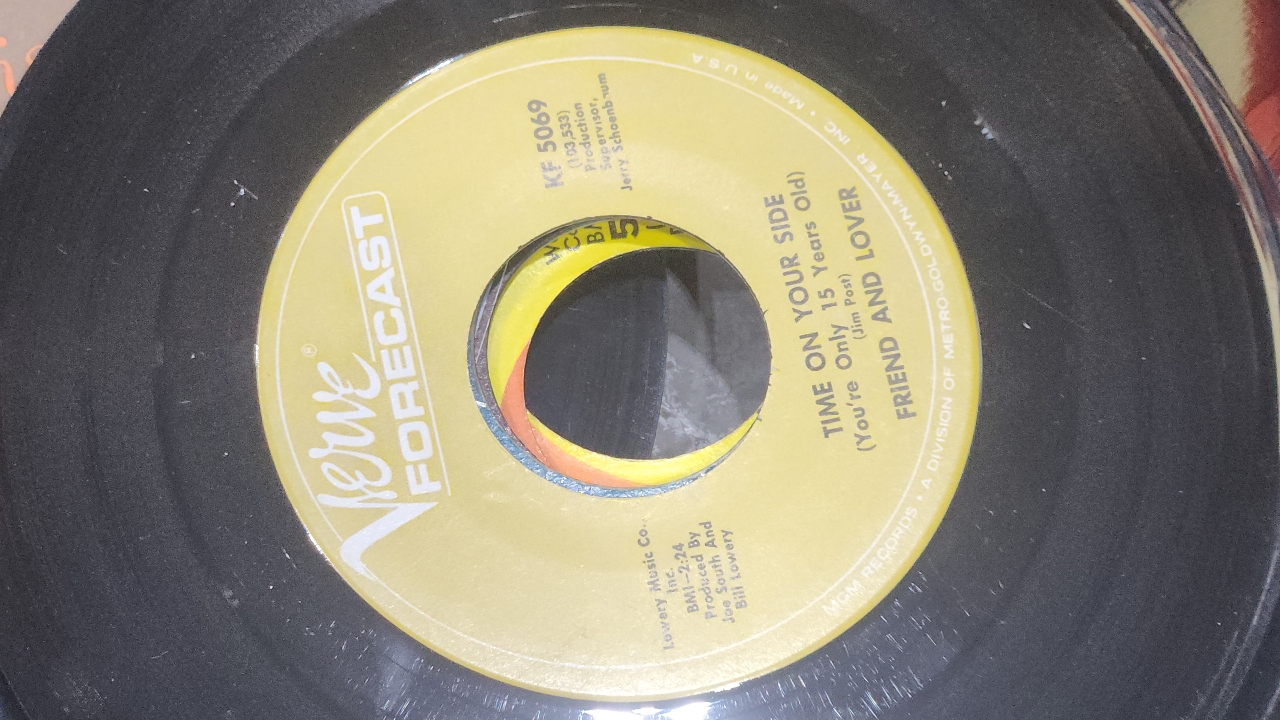 Verve®
FORECAST
KF 5069
(103,533)
Production
Supervisor,
Jerry Schoenbaum
Lowery Music Co.,
Inc.
BMI-2:24
Produced By
Joe South And
Bill Lowery
TIME ON YOUR SIDE
(You're Only 15 Years Old)
(Jim Post)
FRIEND AND LOVER
MGM RECORDS • A DIVISION OF METRO-GOLDWYN-MAYER INC. • Made in U S A
5